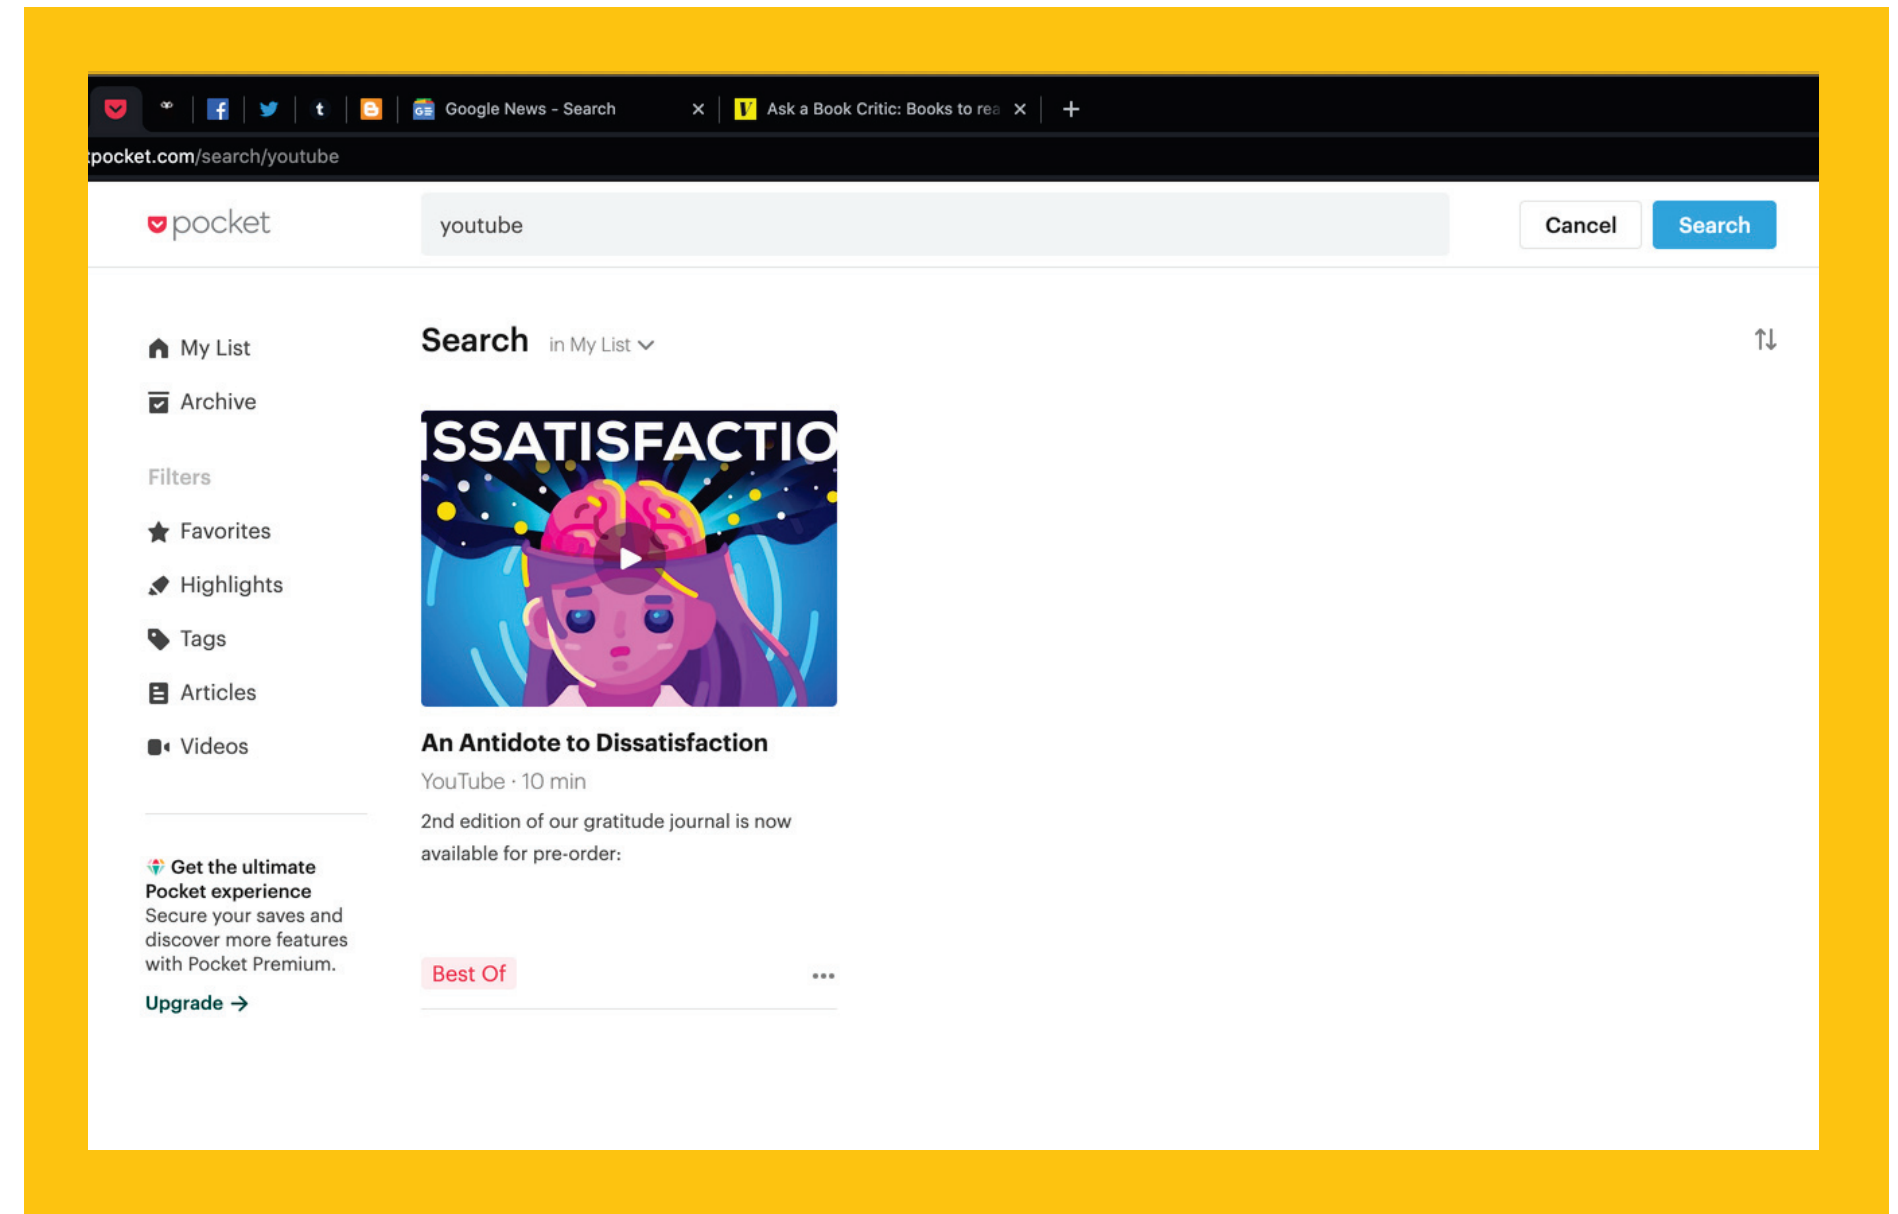 Google News - Search
Ask a Book Critic: Books to rea
pocket.com/search/youtube
pocket
youtube
Cancel
Search
My List
Archive
Filters
Favorites
Highlights
Tags
Articles
Videos
Get the ultimate
Pocket experience
Secure your saves and
discover more features
with Pocket Premium.
Upgrade →
Search in My List
ISSATISFACTIO
An Antidote to Dissatisfaction
YouTube · 10 min
2nd edition of our gratitude journal is now
available for pre-order:
Best Of